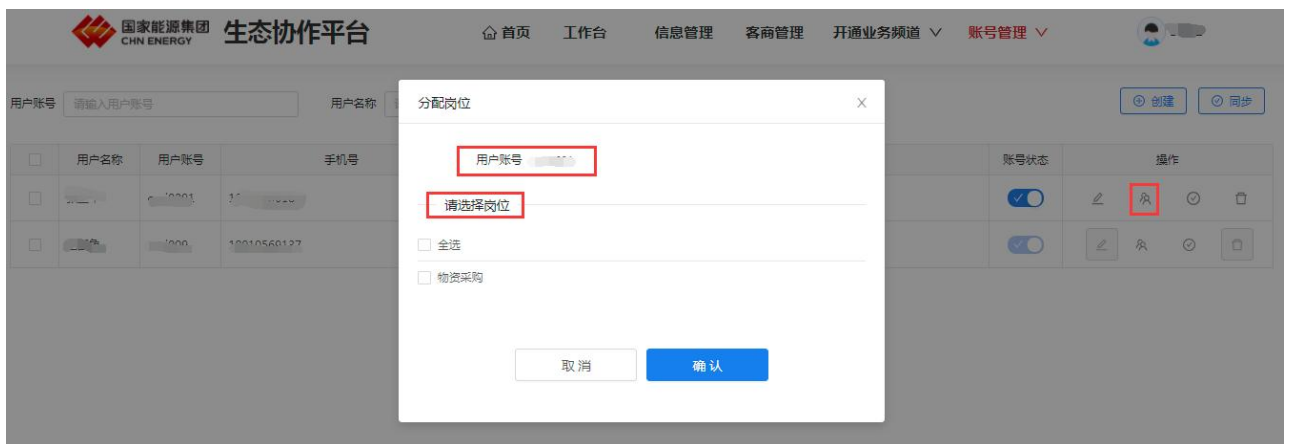 国家能源集团 CHN ENERGY 生态协作平台 首页 工作台 信息管理 客商管理 开通业务频道 账号管理
用户账号 请输入用户账号 用户名称 创建 同步
分配岗位
用户名称 用户账号 手机号 账号状态 操作
用户账号
请选择岗位
全选
物资采购
取消 确认